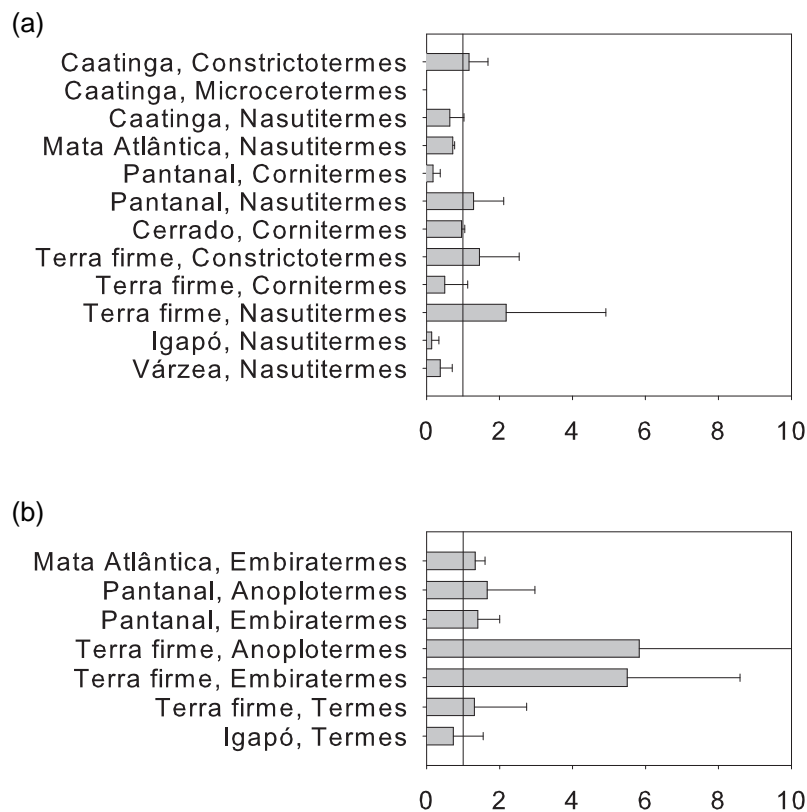 (a)
Caatinga, Constrictotermes
Caatinga, Microcerotermes
Caatinga, Nasutitermes
Mata Atlântica, Nasutitermes
Pantanal, Cornitermes
Pantanal, Nasutitermes
Cerrado, Cornitermes
Terra firme, Constrictotermes
Terra firme, Cornitermes
Terra firme, Nasutitermes
Igapó, Nasutitermes
Várzea, Nasutitermes
0 2 4 6 8 10
(b)
Mata Atlântica, Embiratermes
Pantanal, Anoplotermes
Pantanal, Embiratermes
Terra firme, Anoplotermes
Terra firme, Embiratermes
Terra firme, Termes
Igapó, Termes
0 2 4 6 8 10